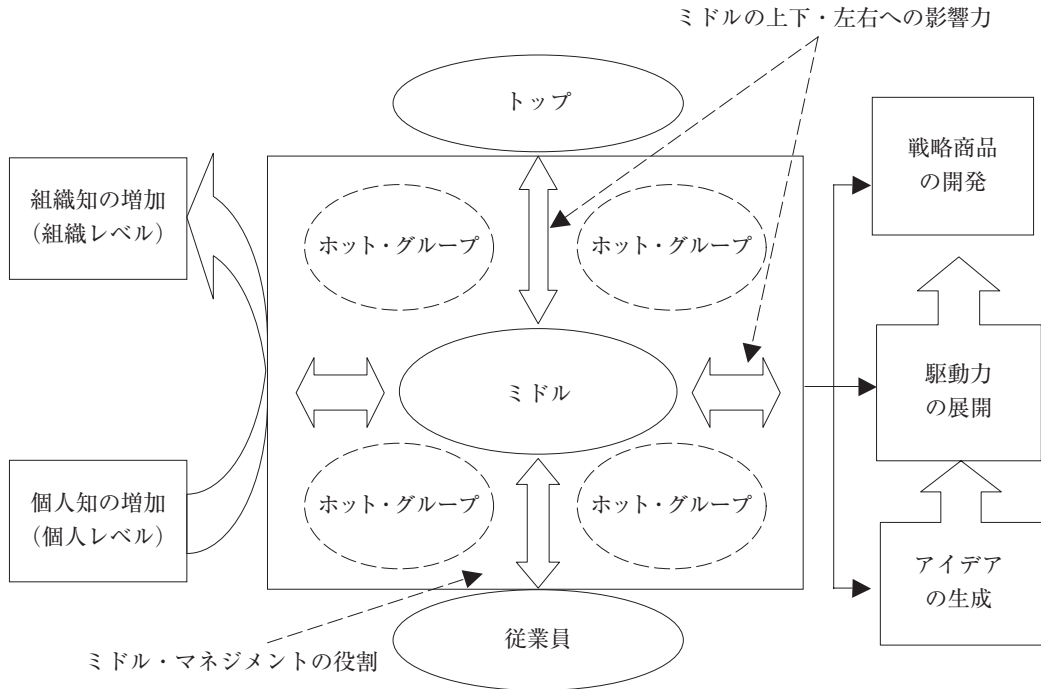 ミドルの上下・左右への影響力
トップ
戦略商品
の開発
組織知の増加
（組織レベル）
ホット・グループ
ホット・グループ
ミドル
駆動力
の展開
個人知の増加
（個人レベル）
ホット・グループ
ホット・グループ
アイデア
の生成
従業員
ミドル・マネジメントの役割